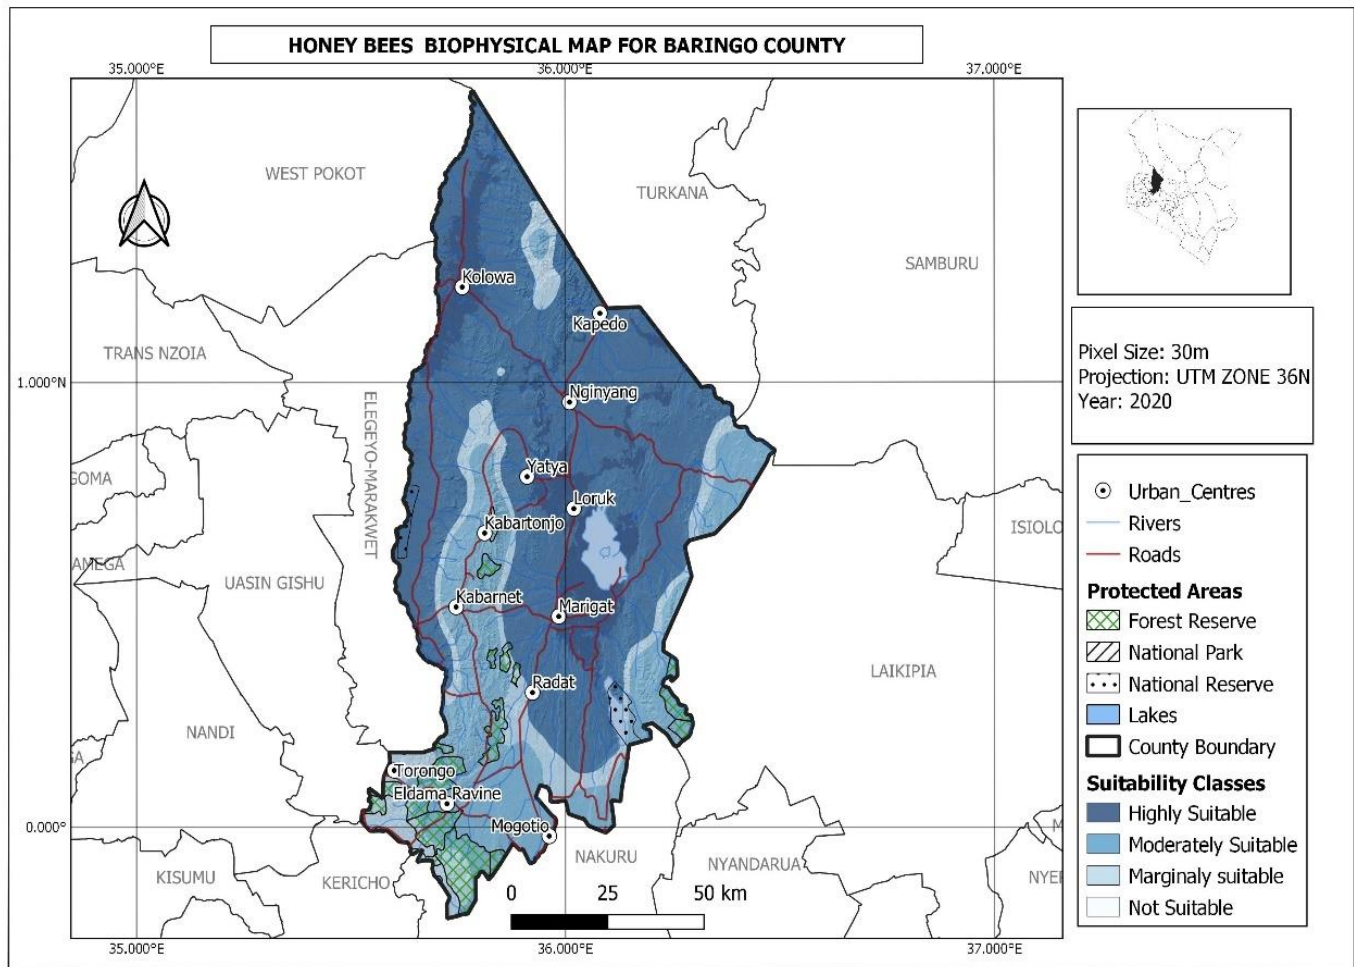 HONEY BEES BIOPHYSICAL MAP FOR BARINGO COUNTY
35.000°E
36.000°E
37.000°E
WEST POKOT
TURKANA
SAMBURU
Kolowa
Kapedo
TRANS NZOIA
1.000°N
Nginyang
ELEGEYO-MARAKWET
GOMA
Yatya
Loruk
Kabartonjo
ISIOLO
AMEGA
UASIN GISHU
Kabarnet
Marigat
LAIKIPIA
Radat
NANDI
GA
Torongo
Eldama Ravine
0.000°
Mogotio
M
NAKURU
NYANDARUA
KISUMU
KERICHO
NYER
0 25 50 km
35.000°E
36.000°E
37.000°E
Pixel Size: 30m
Projection: UTM ZONE 36N
Year: 2020
Urban_Centres
Rivers
Roads
Protected Areas
Forest Reserve
National Park
National Reserve
Lakes
County Boundary
Suitability Classes
Highly Suitable
Moderately Suitable
Marginaly suitable
Not Suitable